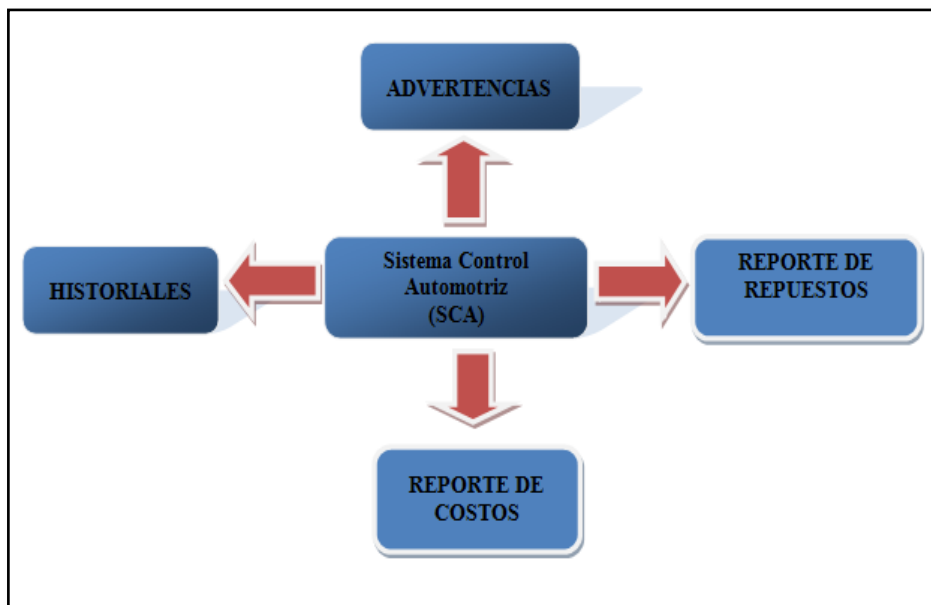 ADVERTENCIAS
HISTORIALES
Sistema Control
Automotriz
(SCA)
REPORTE DE
REPUESTOS
REPORTE DE
COSTOS